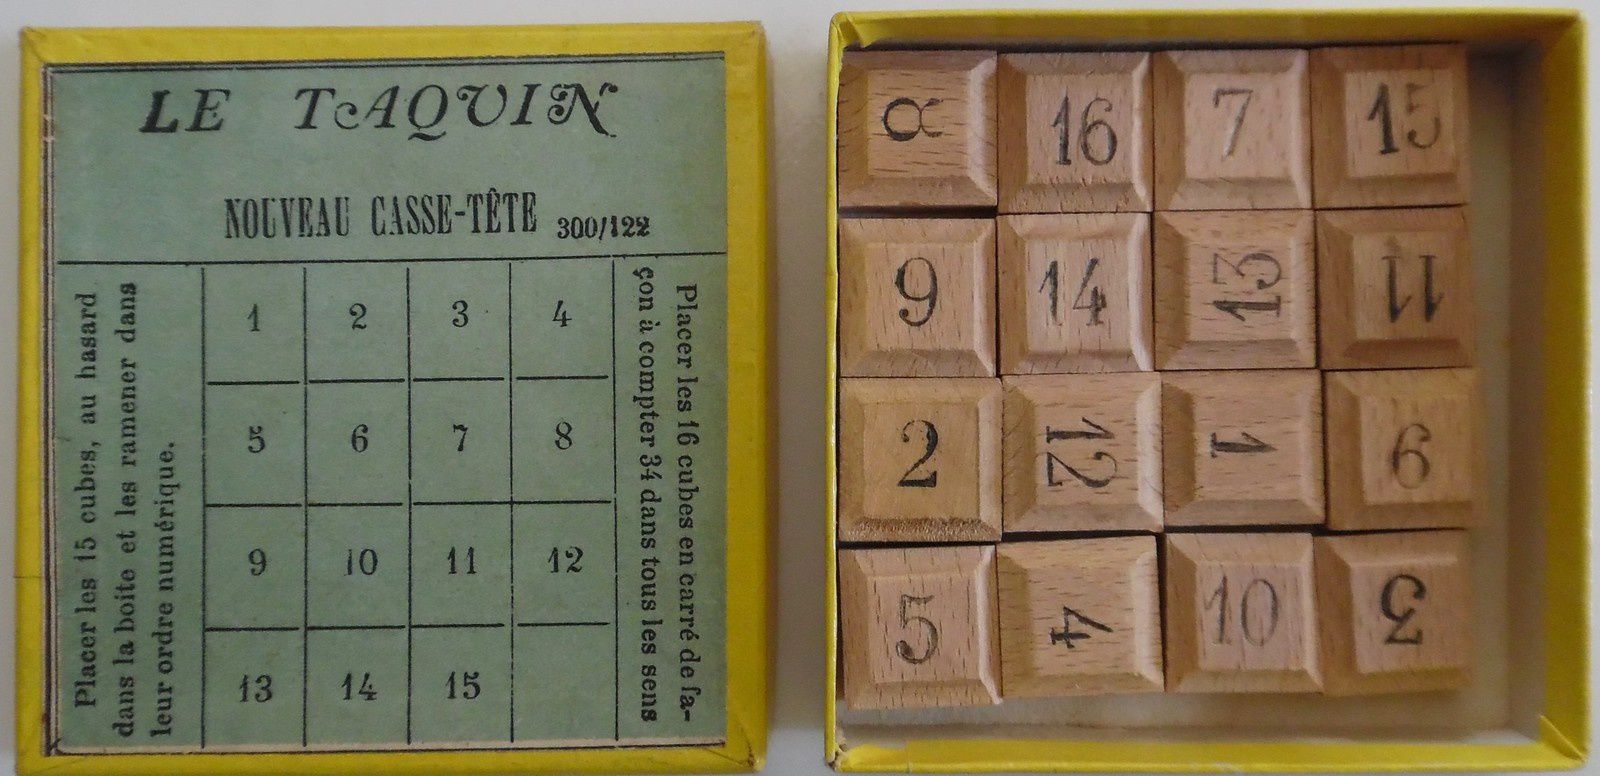 LE TAQUIN
NOUVEAU CASSE-TÊTE 300/122
Placer les 15 cubes, au hasard
dans la boite et les ramener dans
leur ordre numérique.
1 2 3 4
5 6 7 8
9 10 11 12
13 14 15
Placer les 16 cubes en carré de fa-
çon à compter 34 dans tous les sens
8 16 7 15
9 14 13 11
2 12 1 6
5 4 10 3